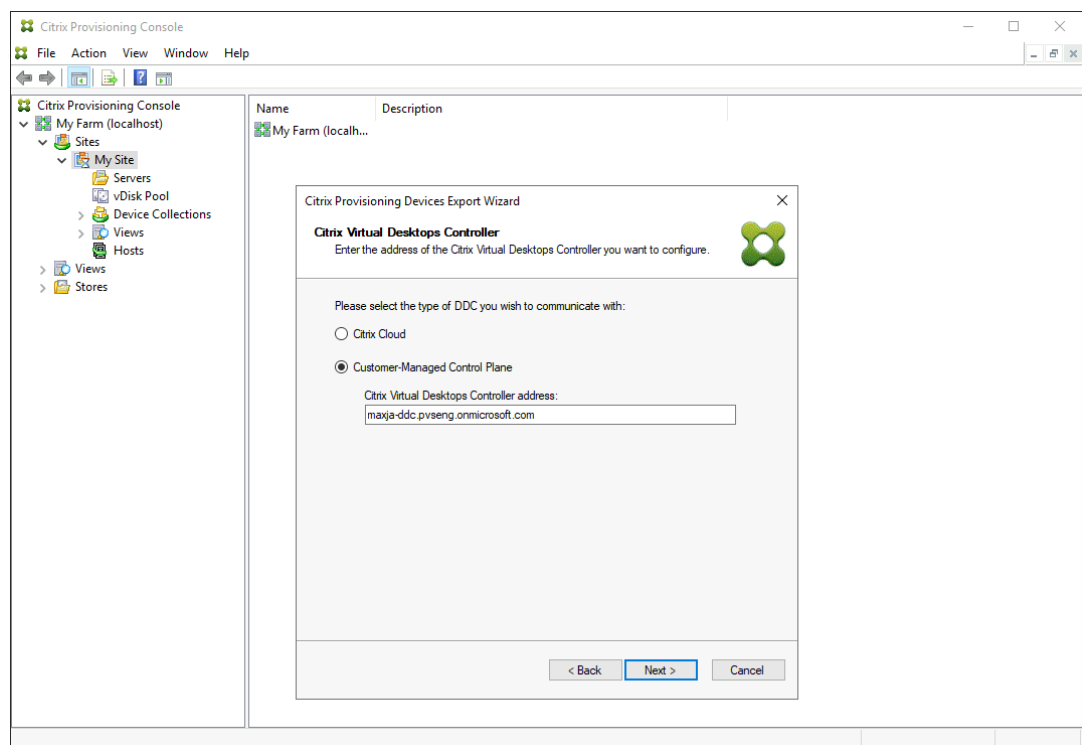 Citrix Provisioning Console
File Action View Window Help
Citrix Provisioning Console
My Farm (localhost)
Sites
My Site
Servers
vDisk Pool
Device Collections
Views
Hosts
Views
Stores
Name Description
My Farm (localh...
Citrix Provisioning Devices Export Wizard
Citrix Virtual Desktops Controller
Enter the address of the Citrix Virtual Desktops Controller you want to configure.
Please select the type of DDC you wish to communicate with:
Citrix Cloud
Customer-Managed Control Plane
Citrix Virtual Desktops Controller address:
maxja-ddc.pvseng.onmicrosoft.com
< Back Next > Cancel